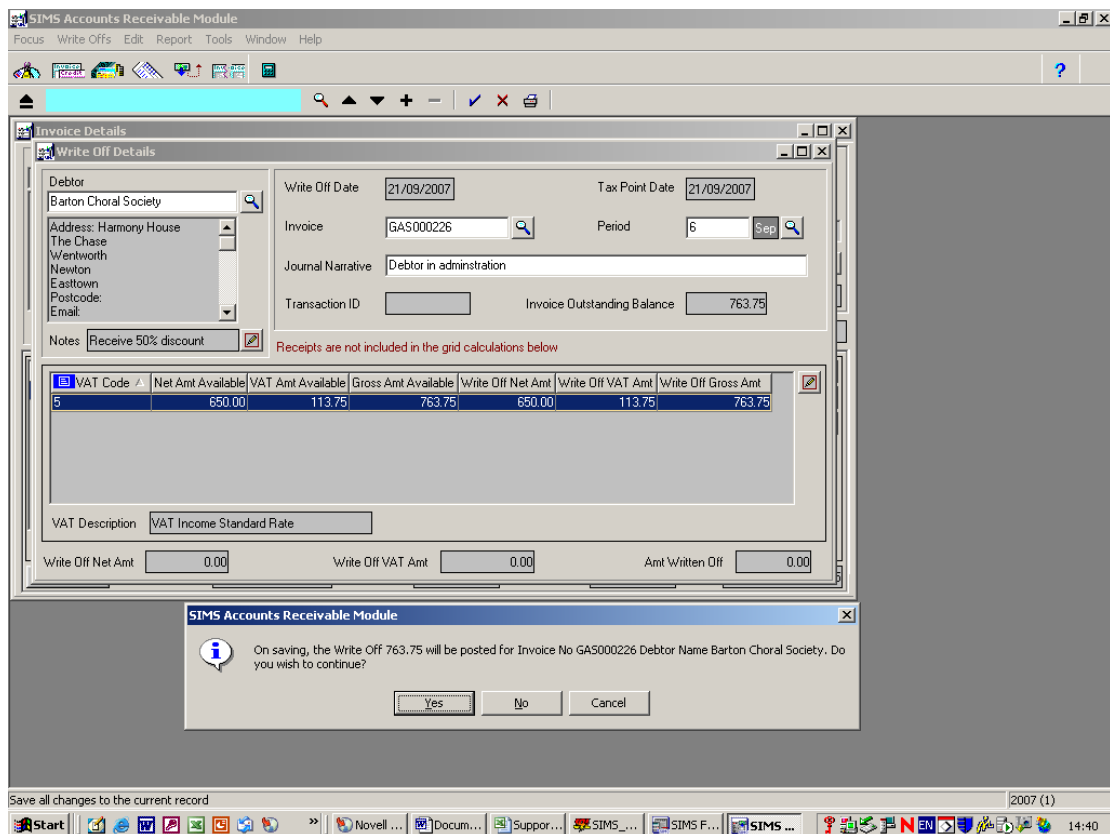 SIMS Accounts Receivable Module
Focus Write Offs Edit Report Tools Window Help
Invoice Credit
?
Invoice Details
Write Off Details
Debtor
Barton Choral Society
Address: Harmony House
The Chase
Wentworth
Newton
Easttown
Postcode:
Email:
Notes Receive 50% discount
Write Off Date 21/09/2007 Tax Point Date 21/09/2007
Invoice GAS000226 Period 6 Sep
Journal Narrative Debtor in adminstration
Transaction ID Invoice Outstanding Balance 763.75
Receipts are not included in the grid calculations below
VAT Code Net Amt Available VAT Amt Available Gross Amt Available Write Off Net Amt Write Off VAT Amt Write Off Gross Amt
5 650.00 113.75 763.75 650.00 113.75 763.75
VAT Description VAT Income Standard Rate
Write Off Net Amt 0.00 Write Off VAT Amt 0.00 Amt Written Off 0.00
SIMS Accounts Receivable Module
On saving, the Write Off 763.75 will be posted for Invoice No GAS000226 Debtor Name Barton Choral Society. Do
you wish to continue?
Yes No Cancel
Save all changes to the current record 2007 (1)
Start » Novell ... Docum... Suppor... SIMS_... SIMS F... SIMS ... EN 14:40